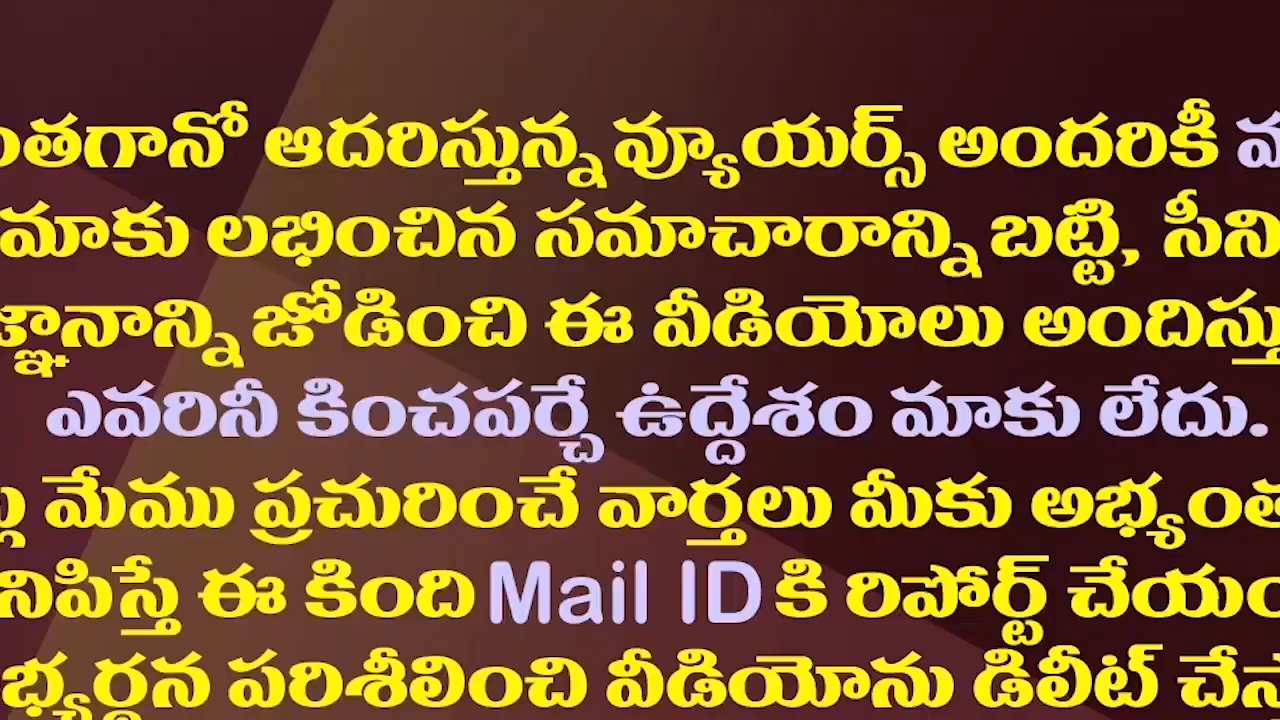 ఆదరిస్తున్న వ్యూయర్స్ అందరికీ
మాకు లభించిన సమాచారాన్ని బట్టి,
జోడించి ఈ వీడియోలు
ఎవరినీ కించపర్చే ఉద్దేశం మాకు లేదు.
మేము ప్రచురించే వార్తలు మీకు
ఈ కింది Mail ID కి రిపోర్ట్
పరిశీలించి వీడియోను డిలీట్